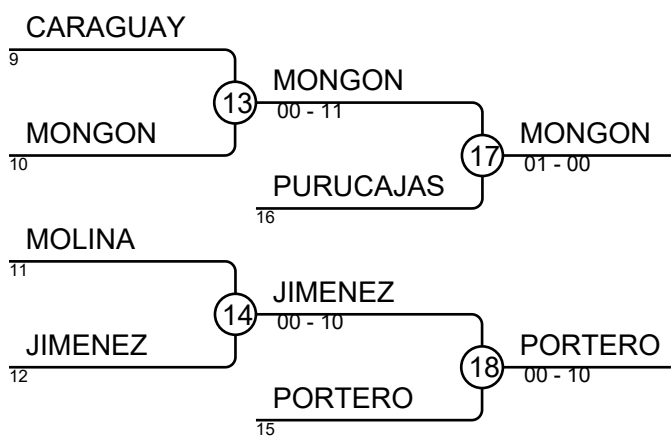 CARAGUAY
9
13
MONGON
00 - 11
MONGON
10
17
MONGON
01 - 00
PURUCAJAS
16
MOLINA
11
14
JIMENEZ
00 - 10
JIMENEZ
12
18
PORTERO
00 - 10
PORTERO
15